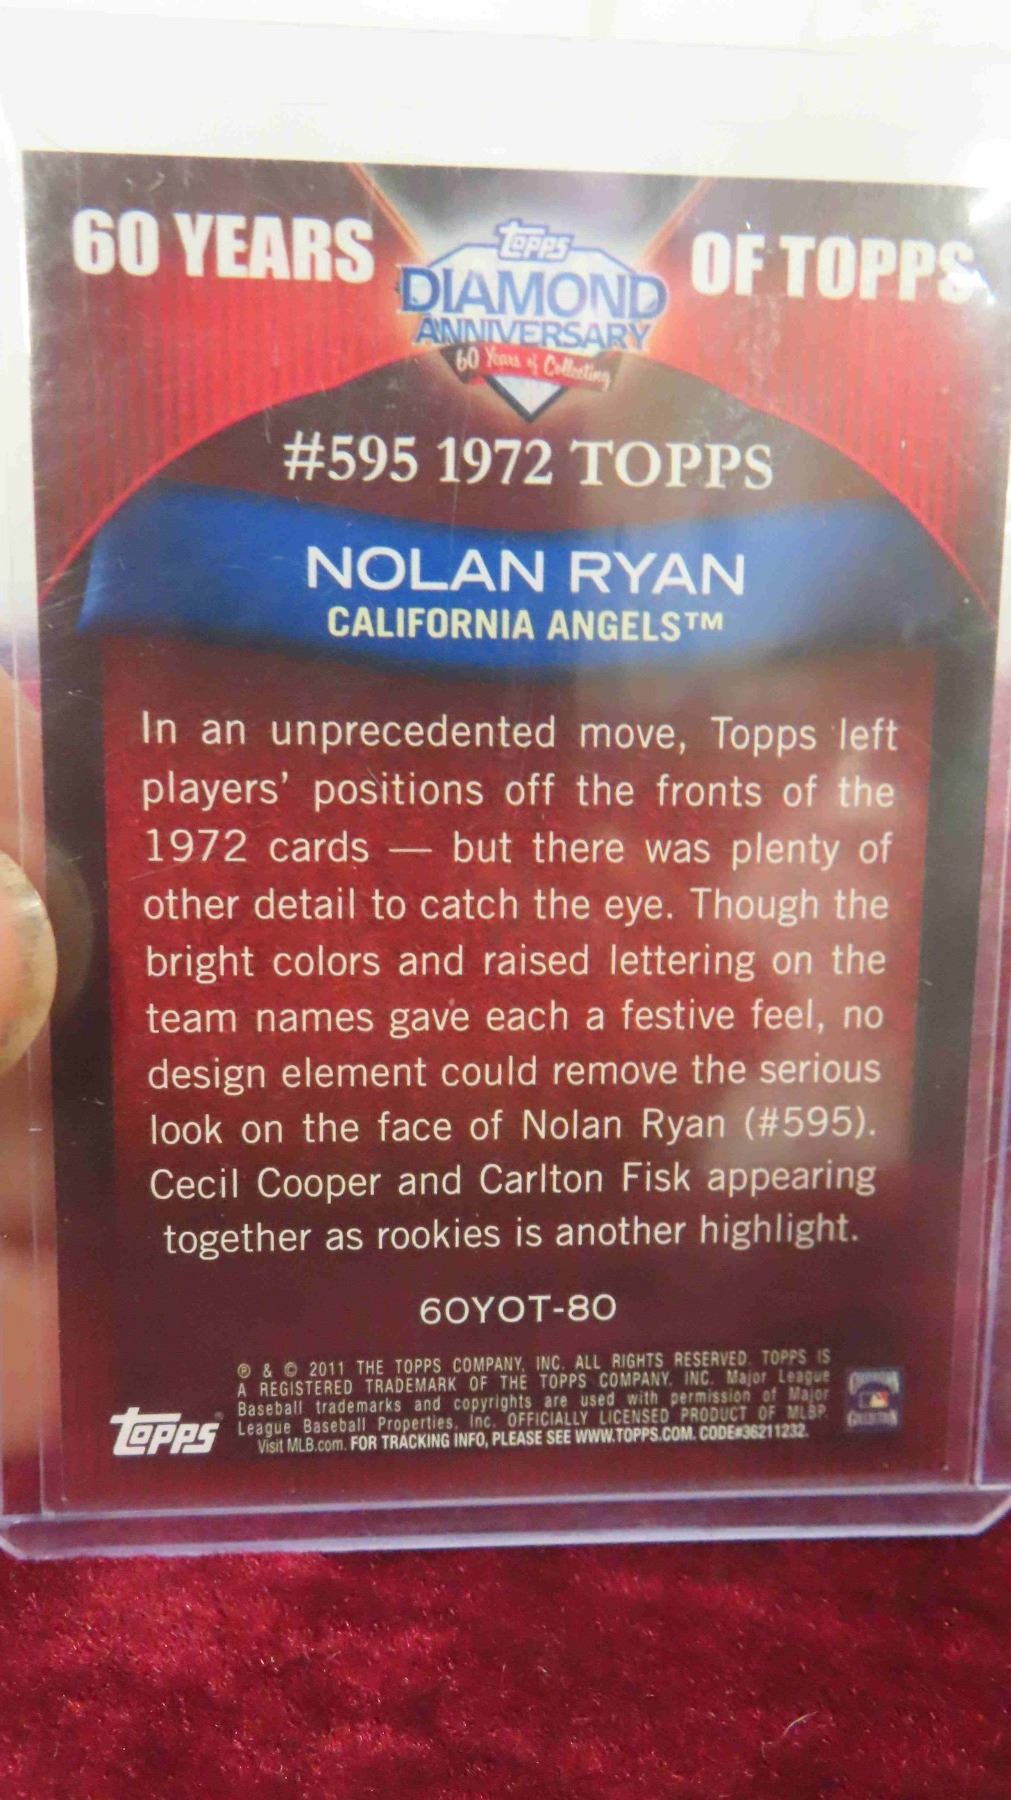 60 YEARS OF TOPPS
Topps
DIAMOND
ANNIVERSARY
60 Years of Collecting
#595 1972 TOPPS
NOLAN RYAN
CALIFORNIA ANGELS™
In an unprecedented move, Topps left
players' positions off the fronts of the
1972 cards — but there was plenty of
other detail to catch the eye. Though the
bright colors and raised lettering on the
team names gave each a festive feel, no
design element could remove the serious
look on the face of Nolan Ryan (#595).
Cecil Cooper and Carlton Fisk appearing
together as rookies is another highlight.
60YOT-80
® & © 2011 THE TOPPS COMPANY, INC. ALL RIGHTS RESERVED. TOPPS IS
A REGISTERED TRADEMARK OF THE TOPPS COMPANY, INC. Major League
Baseball trademarks and copyrights are used with permission of Major
League Baseball Properties, Inc. OFFICIALLY LICENSED PRODUCT OF MLBP.
Visit MLB.com. FOR TRACKING INFO, PLEASE SEE WWW.TOPPS.COM. CODE#36211232.
Topps®